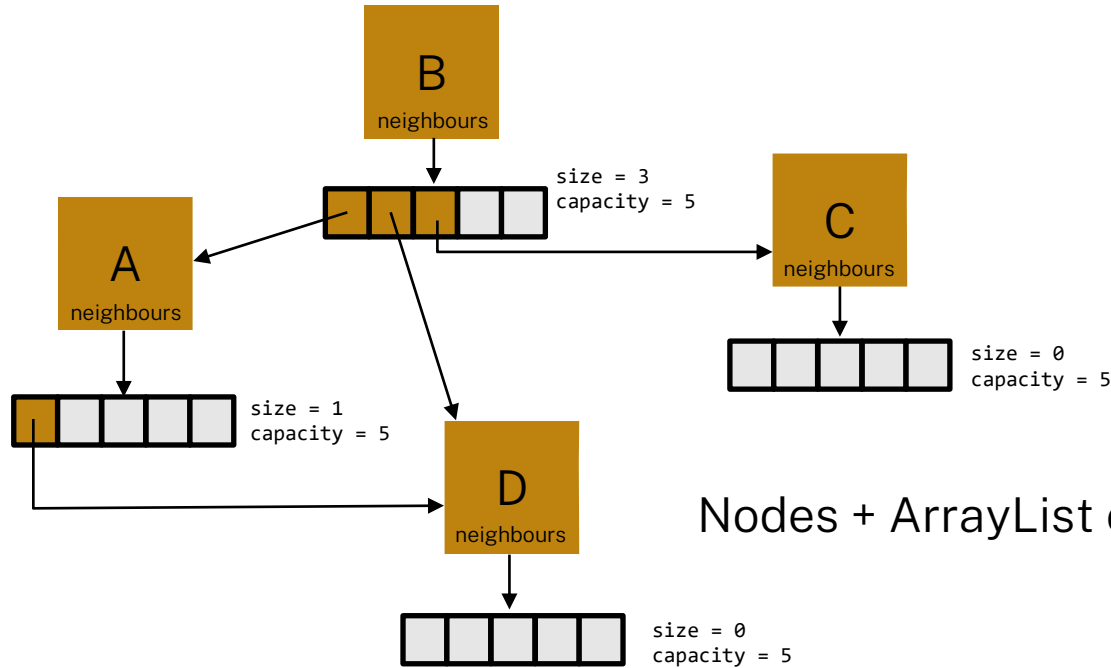 B
neighbours
size = 3
capacity = 5
A
neighbours
C
neighbours
size = 0
capacity = 5
size = 1
capacity = 5
D
neighbours
Nodes + ArrayList
size = 0
capacity = 5